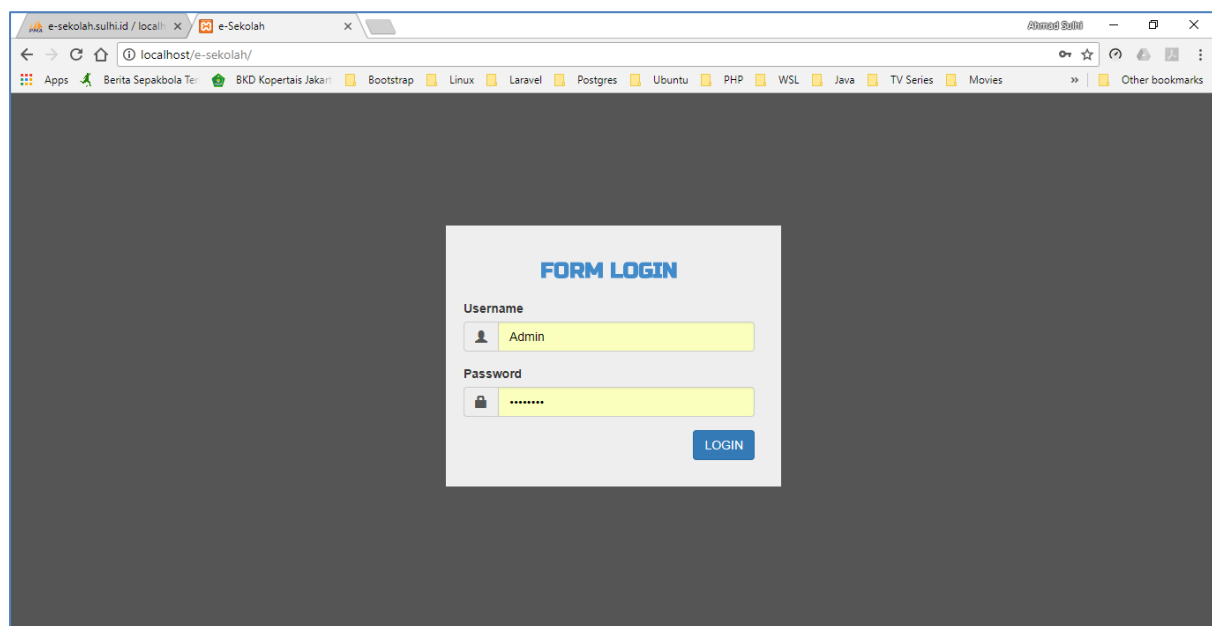 e-sekolah.sulhi.id / localh
e-Sekolah
Ahmad Sulhi
localhost/e-sekolah/
Apps
Berita Sepakbola Ter
BKD Kopertais Jakart
Bootstrap
Linux
Laravel
Postgres
Ubuntu
PHP
WSL
Java
TV Series
Movies
»
Other bookmarks
FORM LOGIN
Username
Admin
Password
••••••••
LOGIN